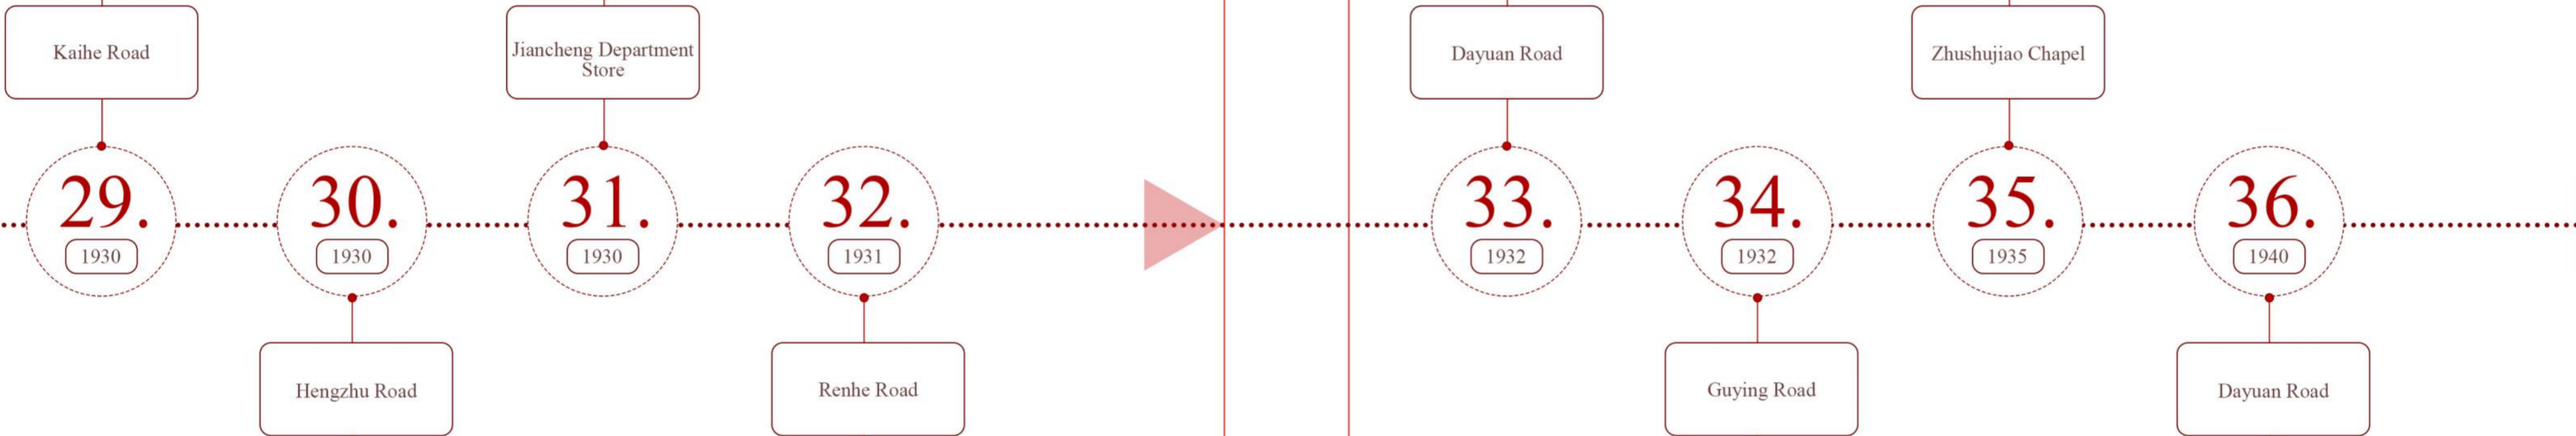 Kaihe Road
Jiancheng Department
Store
Dayuan Road
Zhushujiao Chapel
29.
1930
30.
1930
31.
1930
32.
1931
33.
1932
34.
1932
35.
1935
36.
1940
Hengzhu Road
Renhe Road
Guying Road
Dayuan Road